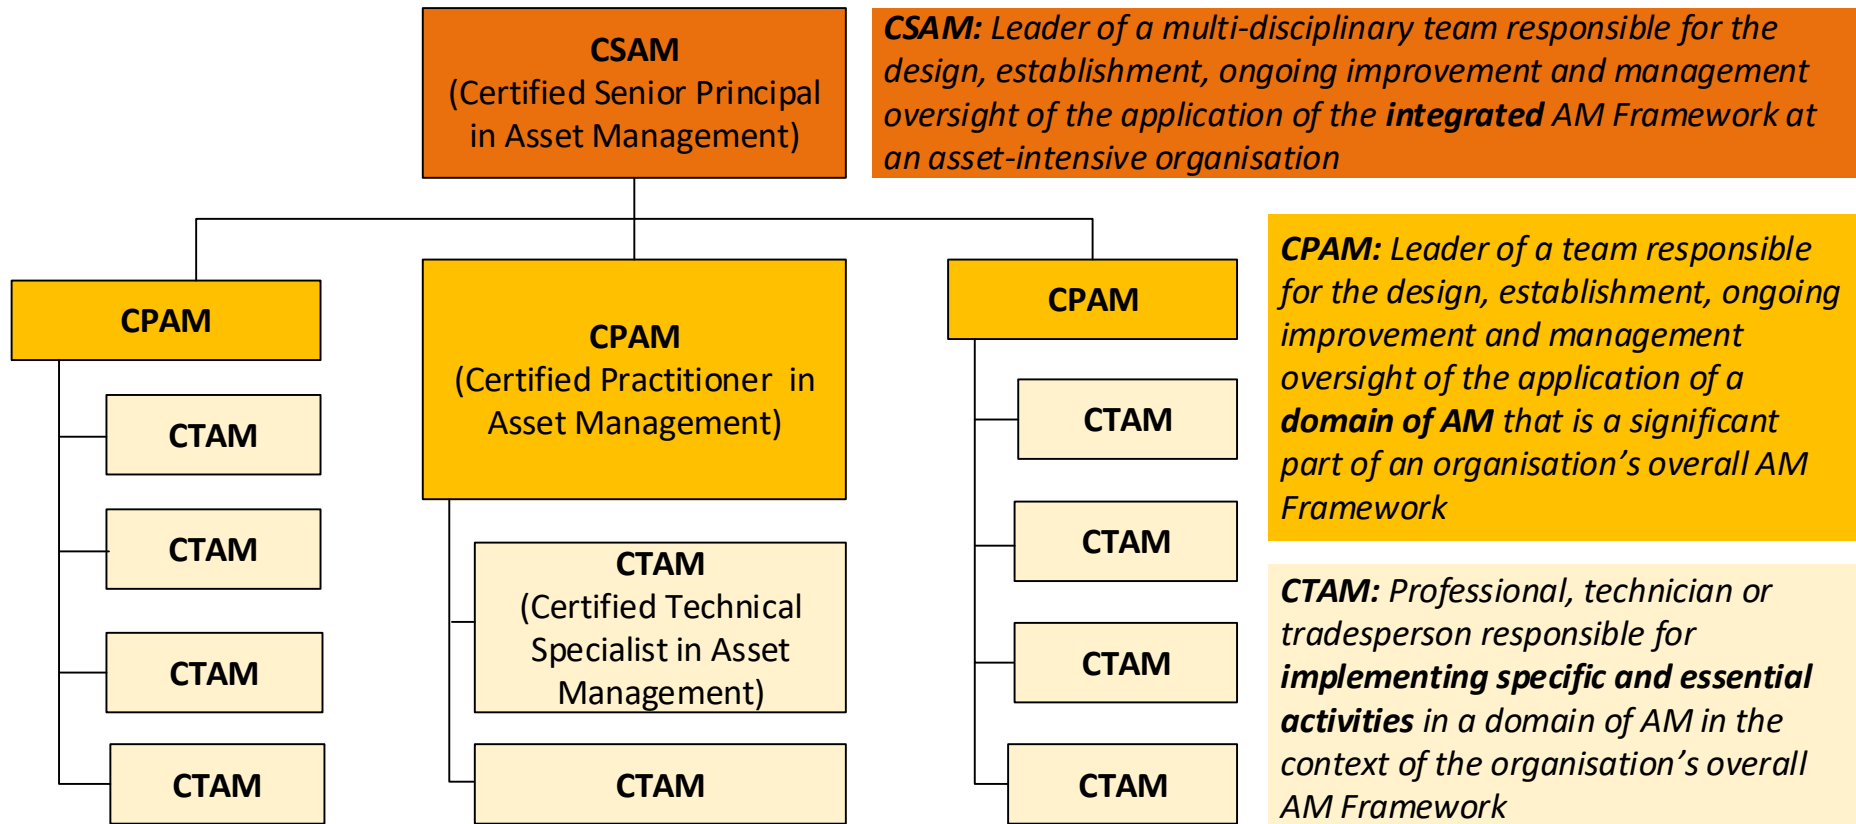 CSAM
(Certified Senior Principal
in Asset Management)
CSAM: Leader of a multi-disciplinary team responsible for the
design, establishment, ongoing improvement and management
oversight of the application of the integrated AM Framework at
an asset-intensive organisation
CPAM
CTAM
CTAM
CTAM
CTAM
CPAM
(Certified Practitioner  in
Asset Management)
CTAM
(Certified Technical
Specialist in Asset
Management)
CTAM
CPAM
CTAM
CTAM
CTAM
CTAM
CPAM: Leader of a team responsible
for the design, establishment, ongoing
improvement and management
oversight of the application of a
domain of AM that is a significant
part of an organisation’s overall AM
Framework
CTAM: Professional, technician or
tradesperson responsible for
implementing specific and essential
activities in a domain of AM in the
context of the organisation’s overall
AM Framework